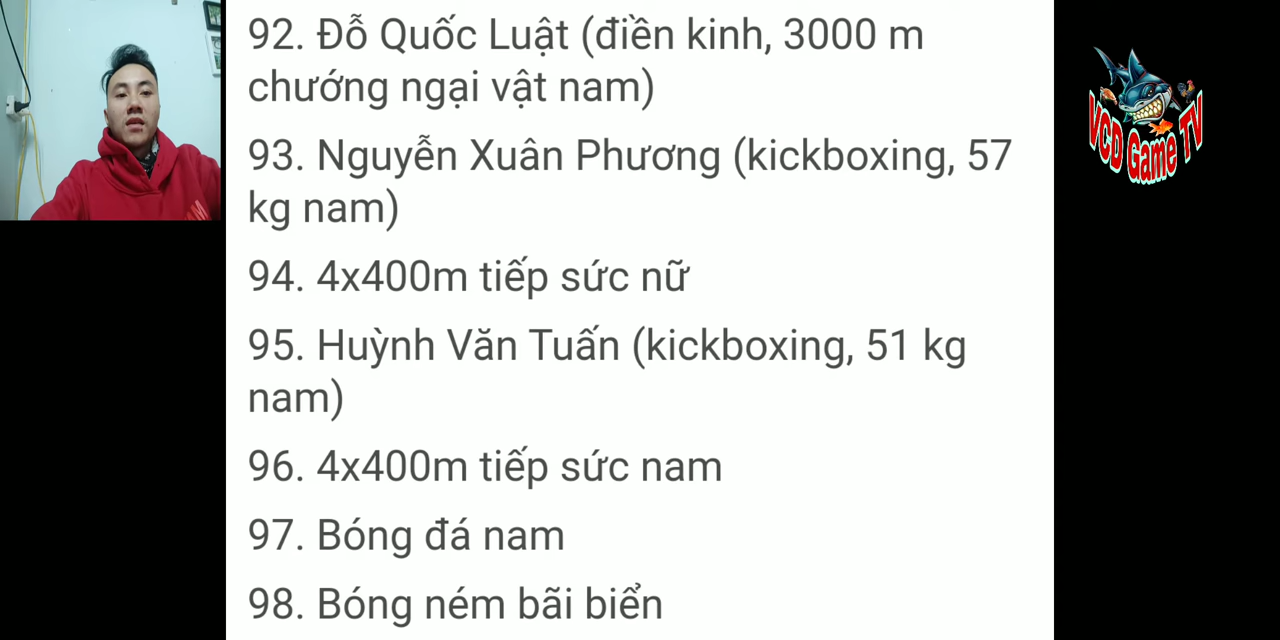 92. Đỗ Quốc Luật (điền kinh, 3000 m
chướng ngại vật nam)
93. Nguyễn Xuân Phương (kickboxing, 57
kg nam)
94. 4x400m tiếp sức nữ
95. Huỳnh Văn Tuấn (kickboxing, 51 kg
nam)
96. 4x400m tiếp sức nam
97. Bóng đá nam
98. Bóng ném bãi biển
VCD Game TV